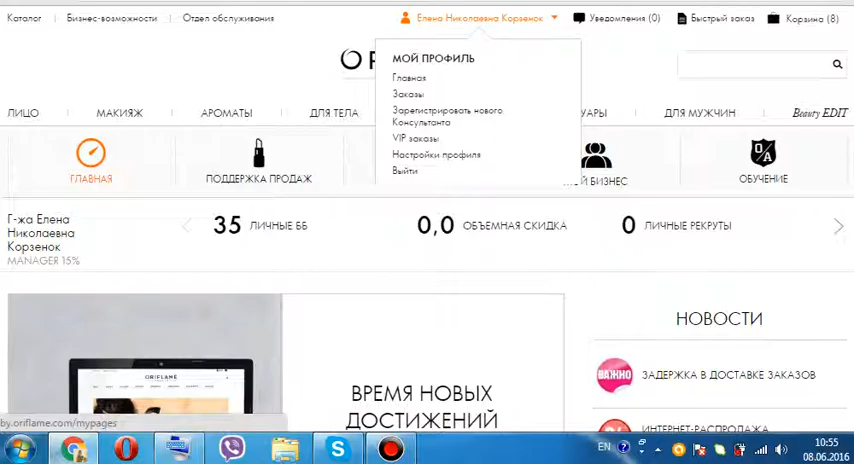 Каталог
Бизнес-возможности
Отдел обслуживания
Елена Николаевна Корзенок
Уведомления (0)
Быстрый заказ
Корзина (8)
МОЙ ПРОФИЛЬ
Главная
Заказы
Зарегистрировать нового
Консультанта
VIP заказы
Настройки профиля
Выйти
ЛИЦО
МАКИЯЖ
АРОМАТЫ
ДЛЯ ТЕЛА
ДЛЯ МУЖЧИН
Beauty EDIT
ГЛАВНАЯ
ПОДДЕРЖКА ПРОДАЖ
БИЗНЕС
ОБУЧЕНИЕ
Г-жа Елена
Николаевна
Корзенок
MANAGER 15%
35 ЛИЧНЫЕ ББ
0,0 ОБЪЕМНАЯ СКИДКА
0 ЛИЧНЫЕ РЕКРУТЫ
ORIFLAME
ВРЕМЯ НОВЫХ
ДОСТИЖЕНИЙ
НОВОСТИ
ВАЖНО
ЗАДЕРЖКА В ДОСТАВКЕ ЗАКАЗОВ
ИНТЕРНЕТ-РАСПРОДАЖА
by.oriflame.com/mypages
EN
10:55
08.06.2016